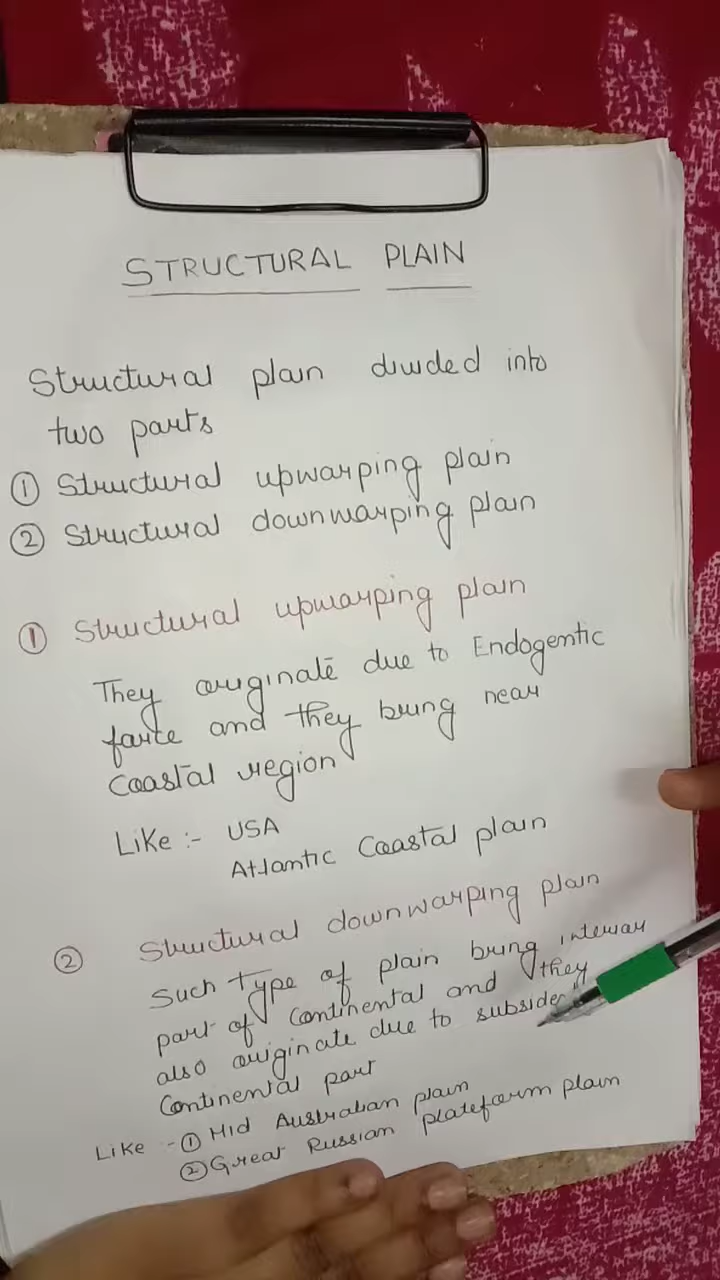 STRUCTURAL PLAIN
Structural plain divided into
two parts
① Structural upwarping plain
② Structural downwarping plain
① Structural upwarping plain
They originate due to Endogentic
farce and they bring near
Coastal region
Like :- USA
Atlantic Coastal plain
② Structural downwarping plain
Such type of plain bring interior
part of Continental and they
also originate due to
Continental part
Like - ① Mid Australian plain
② Great Russian plateform plain